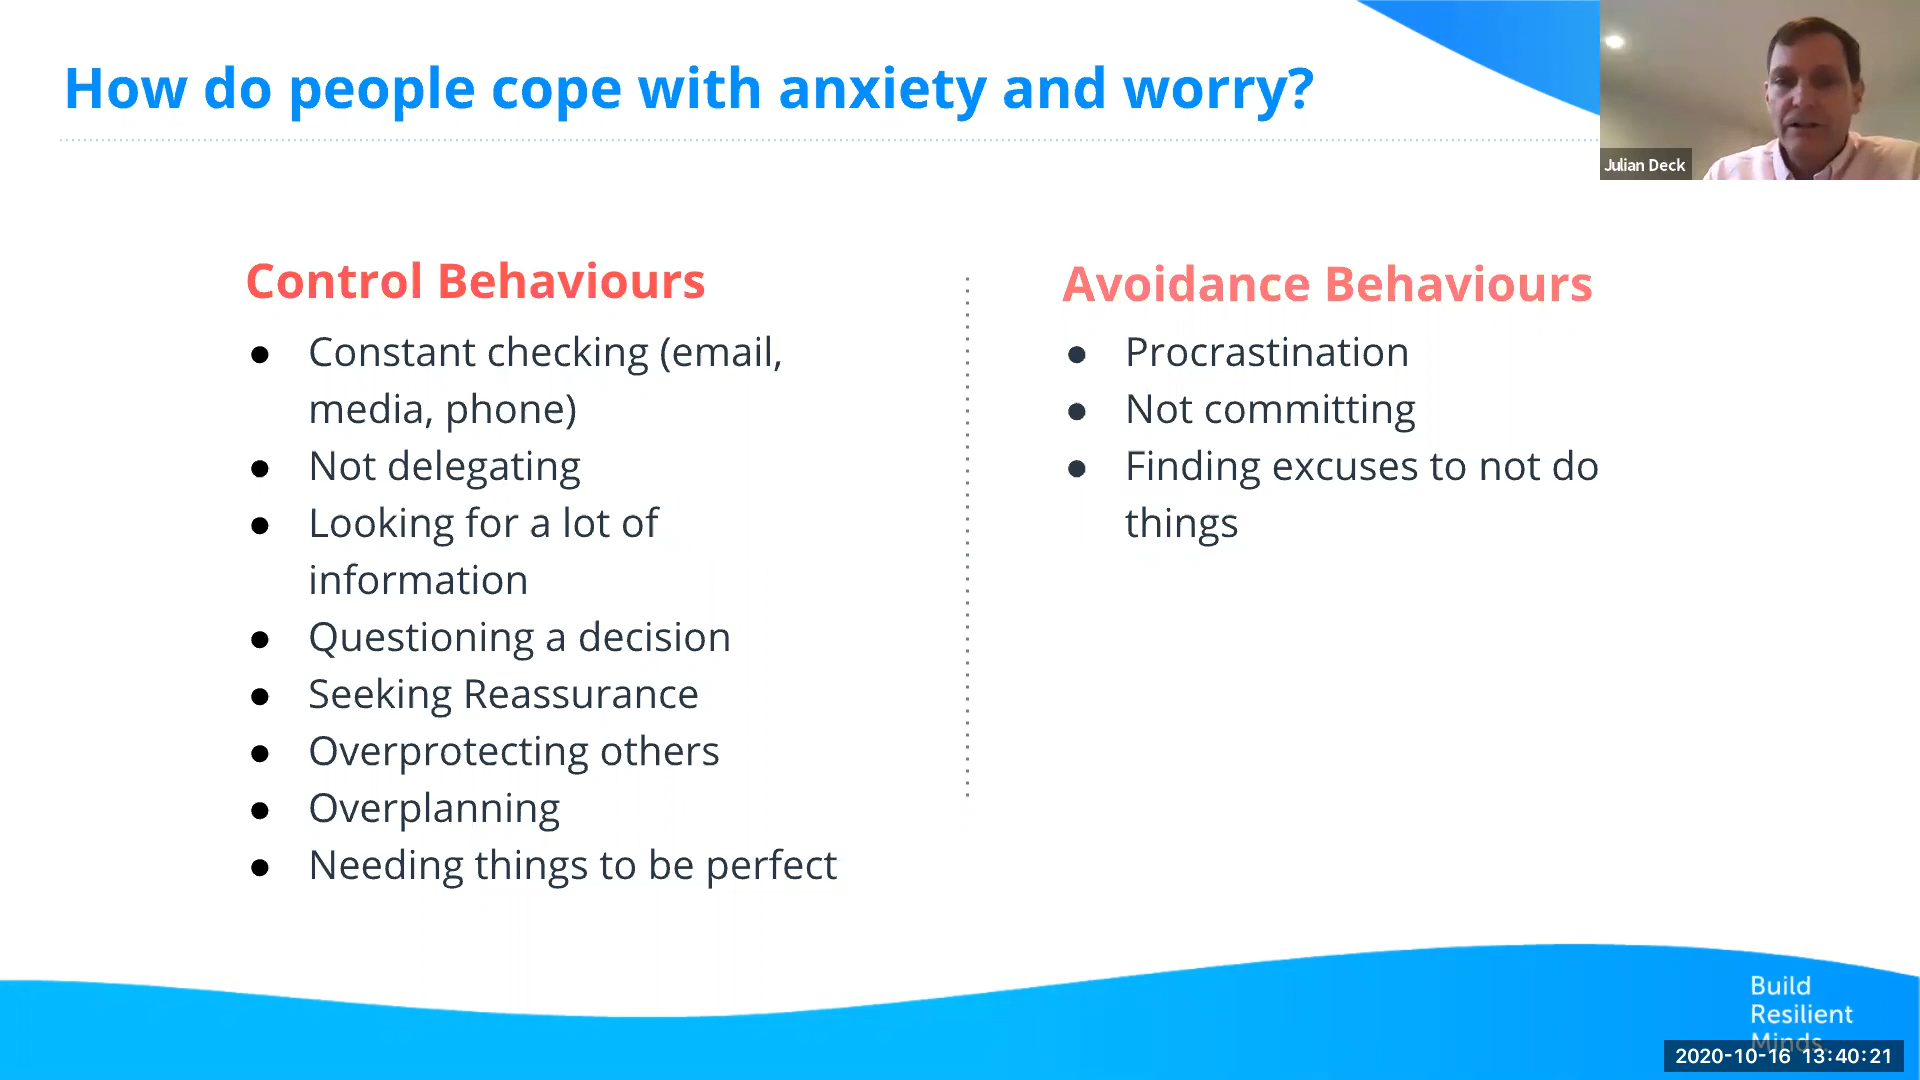 How do people cope with anxiety and worry?
Julian Deck
Control Behaviours
● Constant checking (email,
media, phone)
● Not delegating
● Looking for a lot of
information
● Questioning a decision
● Seeking Reassurance
● Overprotecting others
● Overplanning
● Needing things to be perfect
Avoidance Behaviours
● Procrastination
● Not committing
● Finding excuses to not do
things
Build
Resilient
Minds
2020-10-16 13:40:21